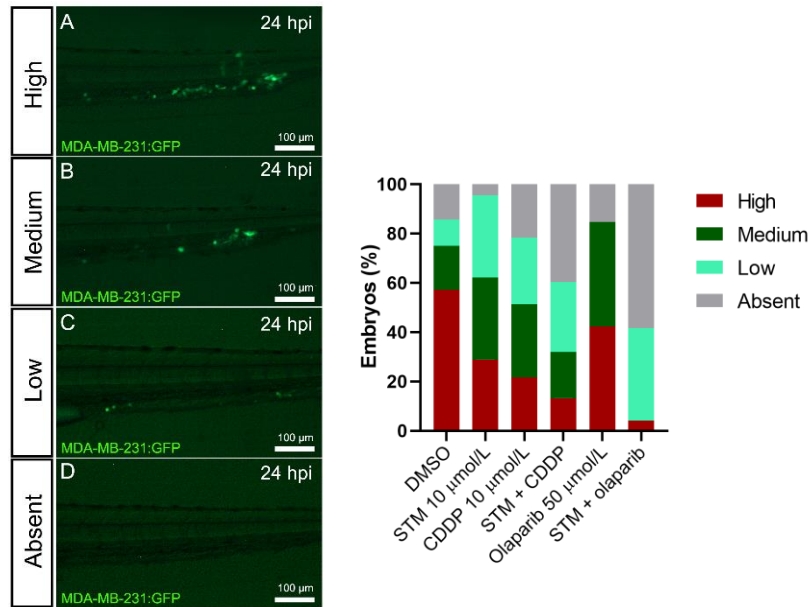 High
A
24 hpi
MDA-MB-231:GFP
100 µm
Medium
B
24 hpi
MDA-MB-231:GFP
100 µm
Low
C
24 hpi
MDA-MB-231:GFP
100 µm
Absent
D
24 hpi
MDA-MB-231:GFP
100 µm
Embryos (%)
100
80
60
40
20
0
DMSO
STM 10 µmol/L
CDDP 10 µmol/L
STM + CDDP
Olaparib 50 µmol/L
STM + olaparib
High
Medium
Low
Absent